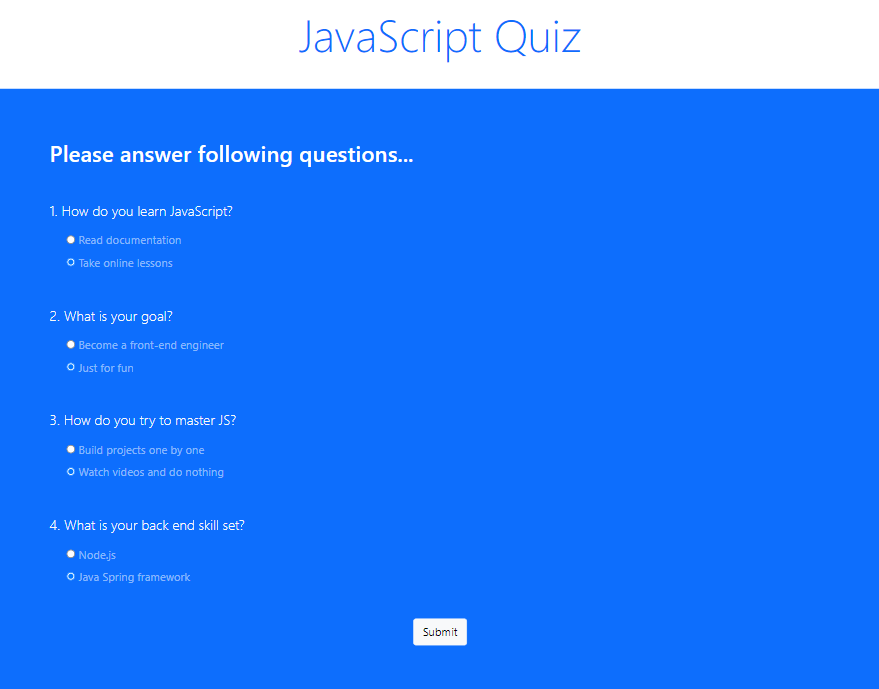 JavaScript Quiz
Please answer following questions...
1. How do you learn JavaScript?
Read documentation
Take online lessons
2. What is your goal?
Become a front-end engineer
Just for fun
3. How do you try to master JS?
Build projects one by one
Watch videos and do nothing
4. What is your back end skill set?
Node.js
Java Spring framework
Submit